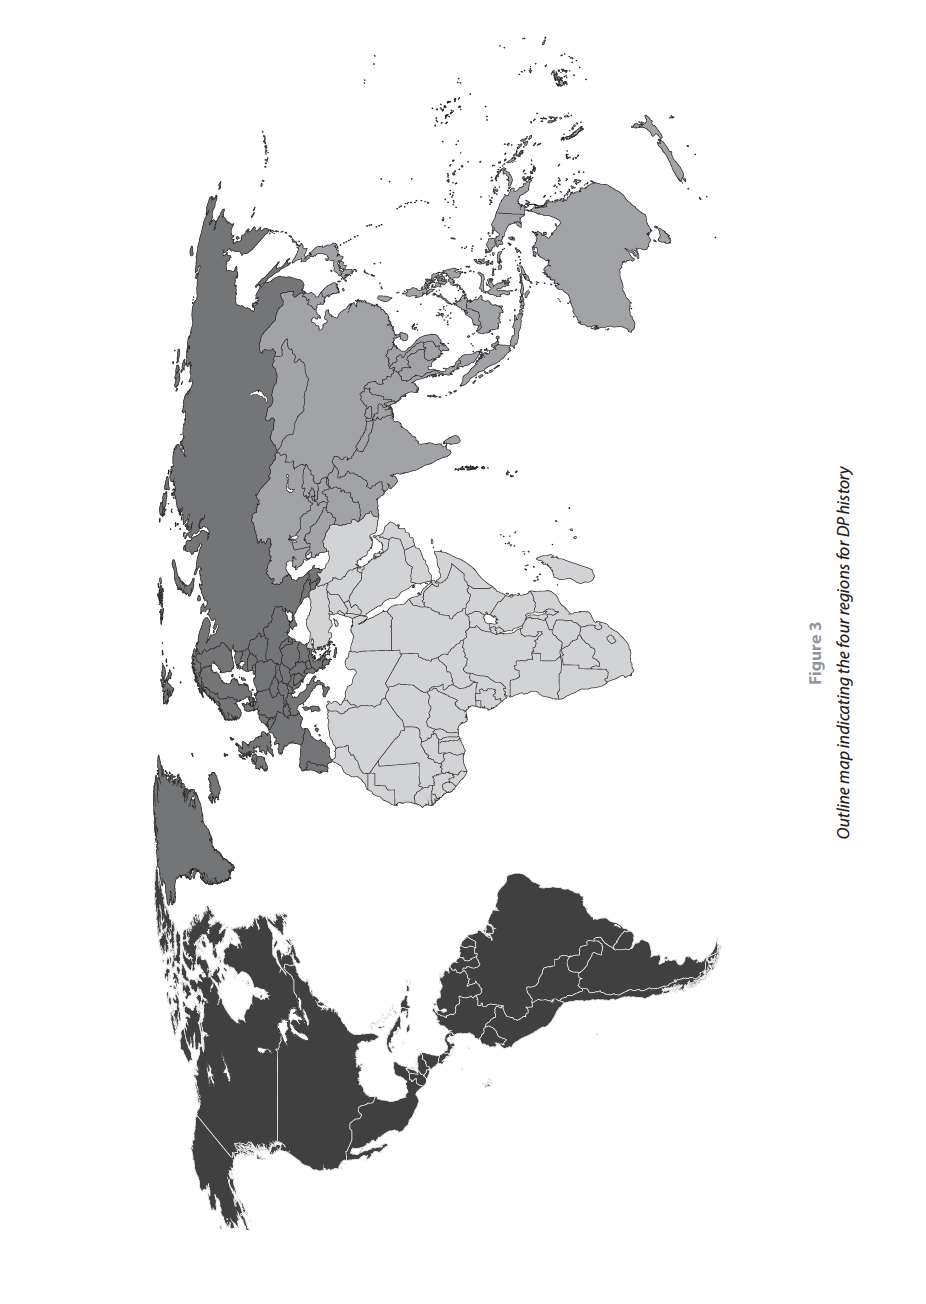 Figure 3
Outline map indicating the four regions for DP history